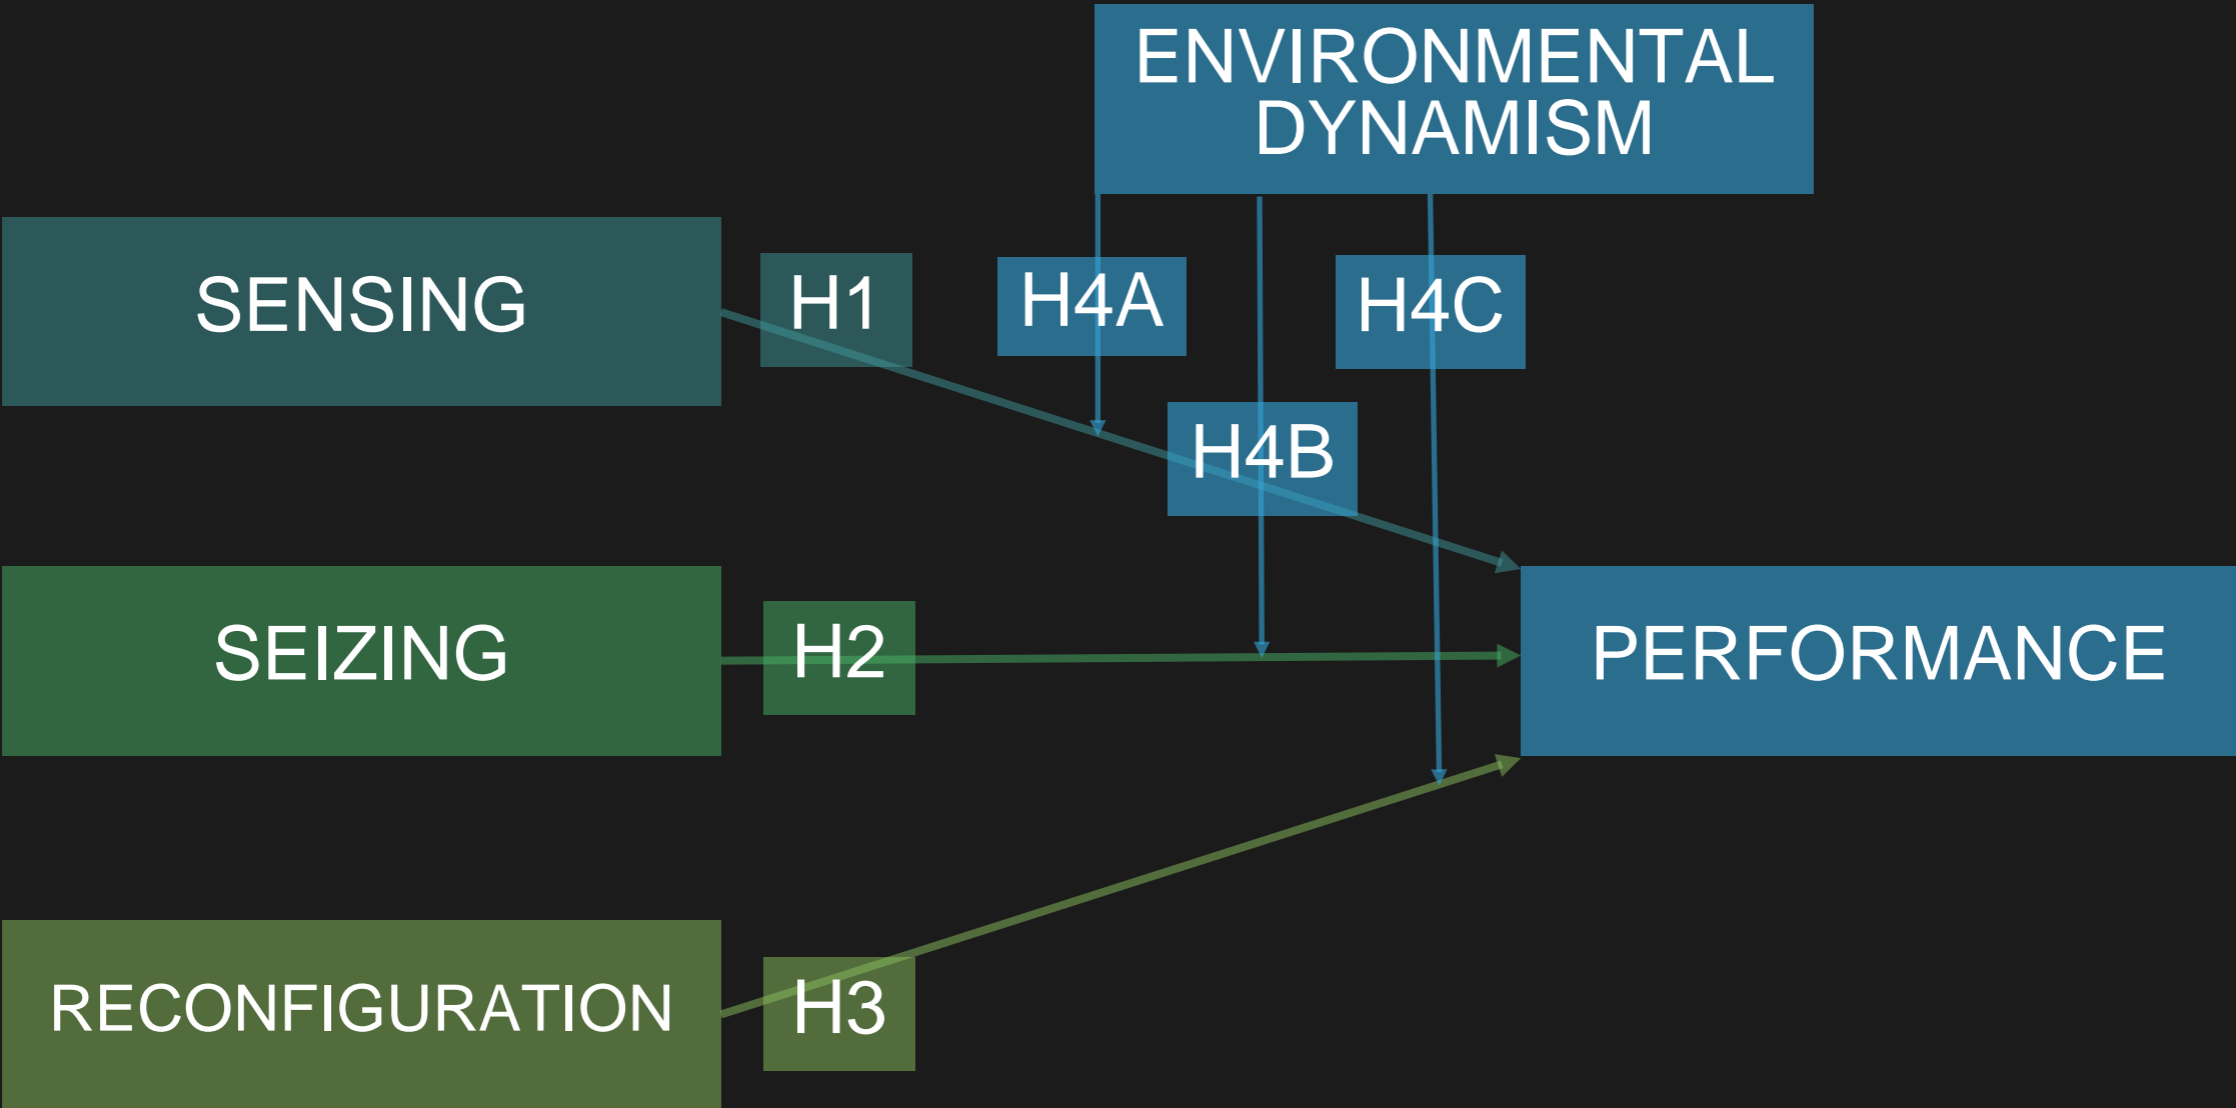 ENVIRONMENTAL
DYNAMISM
SENSING
H1
H4A
H4C
H4B
SEIZING
H2
PERFORMANCE
RECONFIGURATION
H3